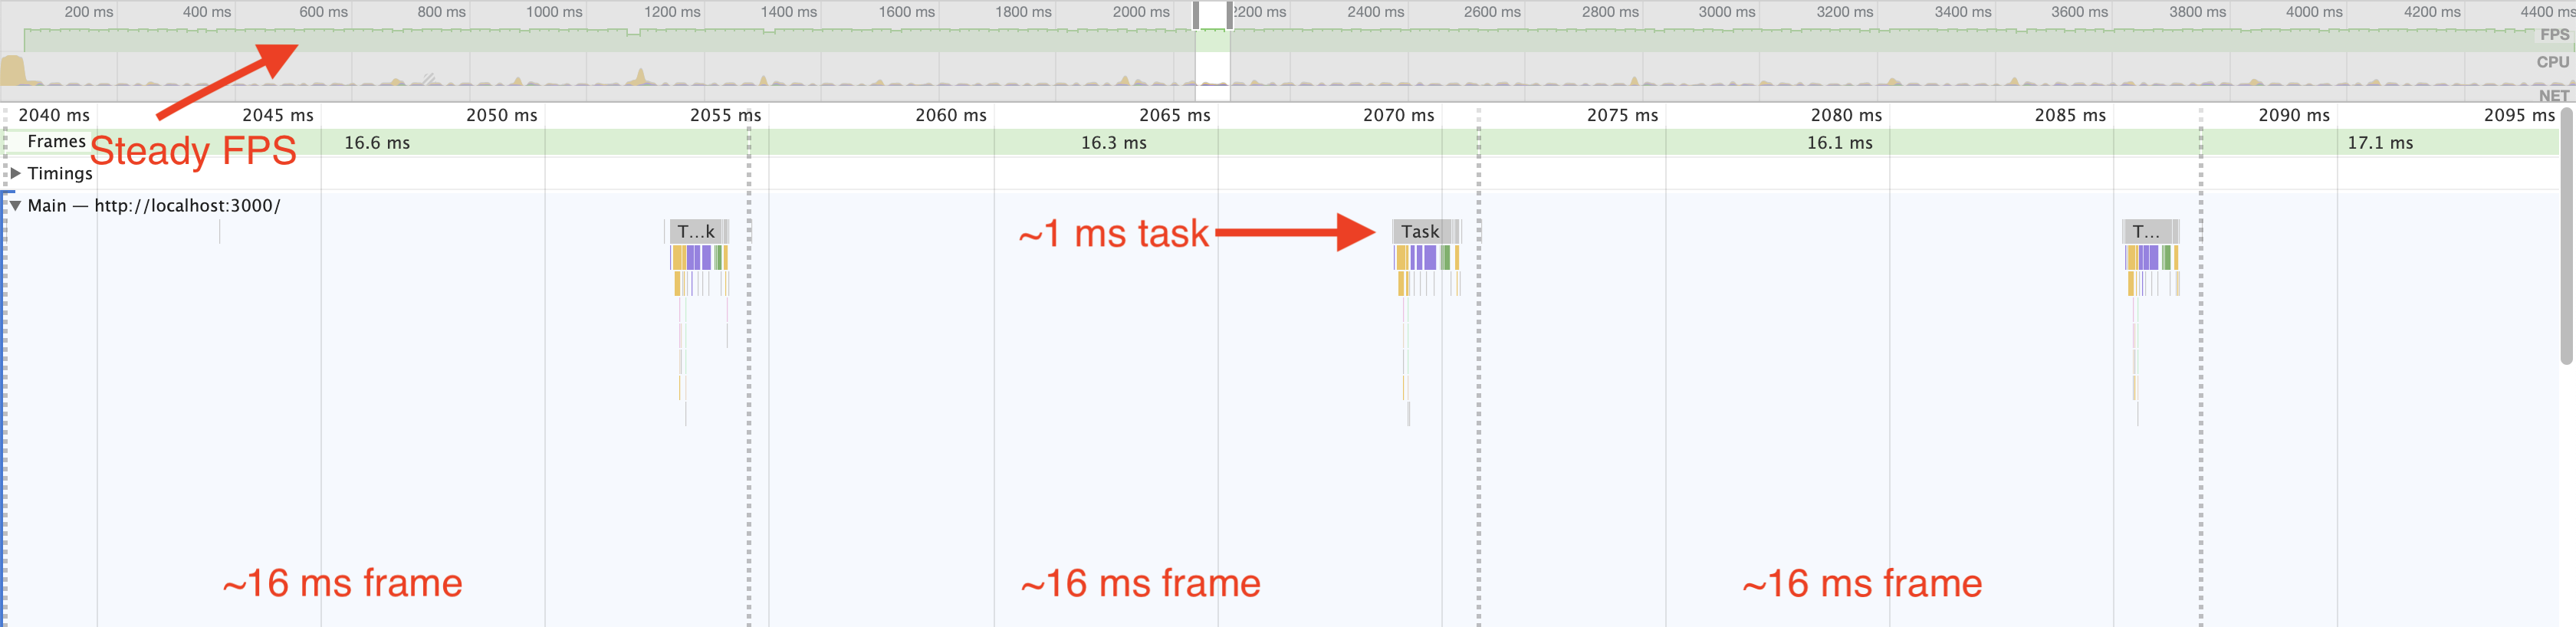 200 ms 400 ms 600 ms 800 ms 1000 ms 1200 ms 1400 ms 1600 ms 1800 ms 2000 ms 2200 ms 2400 ms 2600 ms 2800 ms 3000 ms 3200 ms 3400 ms 3600 ms 3800 ms 4000 ms 4200 ms 4400 ms
FPS
CPU
NET
2040 ms 2045 ms 2050 ms 2055 ms 2060 ms 2065 ms 2070 ms 2075 ms 2080 ms 2085 ms 2090 ms 2095 ms
Frames 16.6 ms 16.3 ms 16.1 ms 17.1 ms
Steady FPS
Timings
Main — http://localhost:3000/
T...k ~1 ms task Task T...
~16 ms frame ~16 ms frame ~16 ms frame